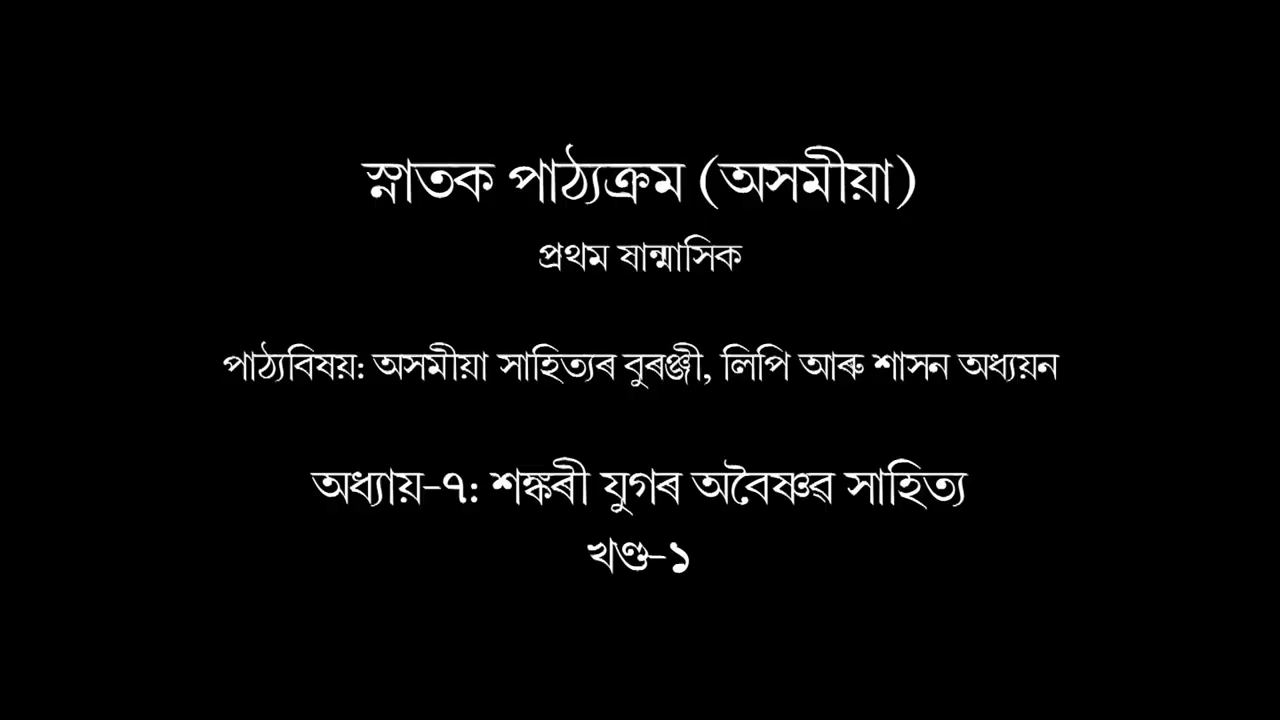 স্নাতক পাঠ্যক্ৰম (অসমীয়া)
প্ৰথম ষান্মাসিক
পাঠ্যবিষয়: অসমীয়া সাহিত্যৰ বুৰঞ্জী, লিপি আৰু শাসন অধ্যয়ন
অধ্যায়-৭: শঙ্কৰী যুগৰ অবৈষ্ণৱ সাহিত্য
খণ্ড-১